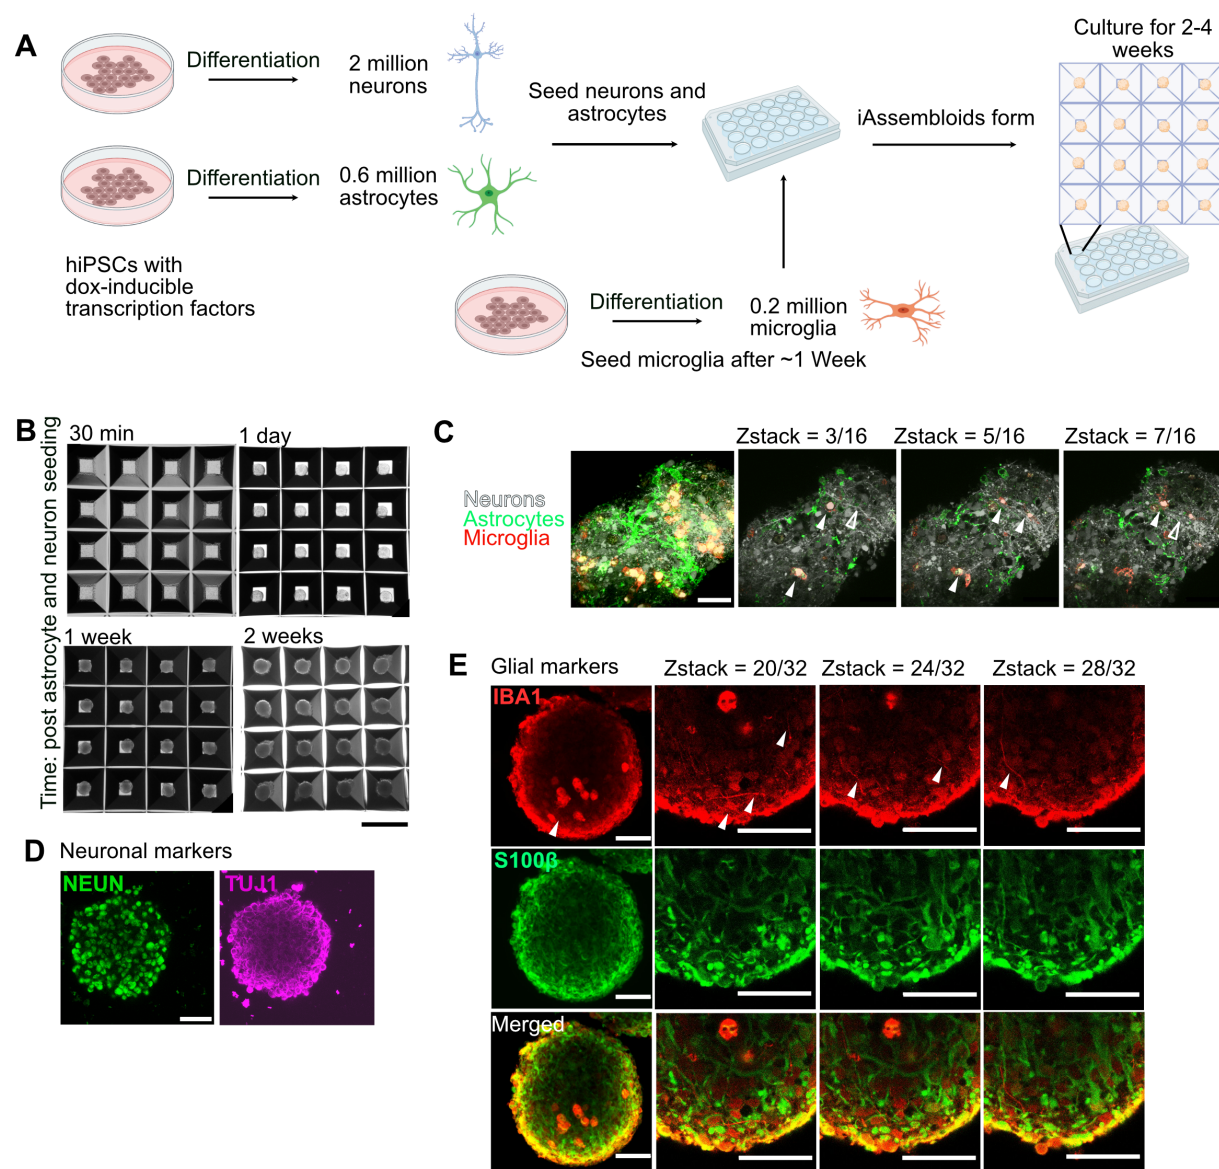 A
Differentiation
2 million
neurons
Differentiation
0.6 million
astrocytes
hiPSCs with
dox-inducible
transcription factors
Seed neurons and
astrocytes
iAssembloids form
Culture for 2-4
weeks
Differentiation
0.2 million
microglia
Seed microglia after ~1 Week
B
Time: post astrocyte and neuron seeding
30 min
1 day
1 week
2 weeks
C
Neurons
Astrocytes
Microglia
Zstack = 3/16
Zstack = 5/16
Zstack = 7/16
D
Neuronal markers
NEUN
TUJ1
E
Glial markers
Zstack = 20/32
Zstack = 24/32
Zstack = 28/32
IBA1
S100β
Merged